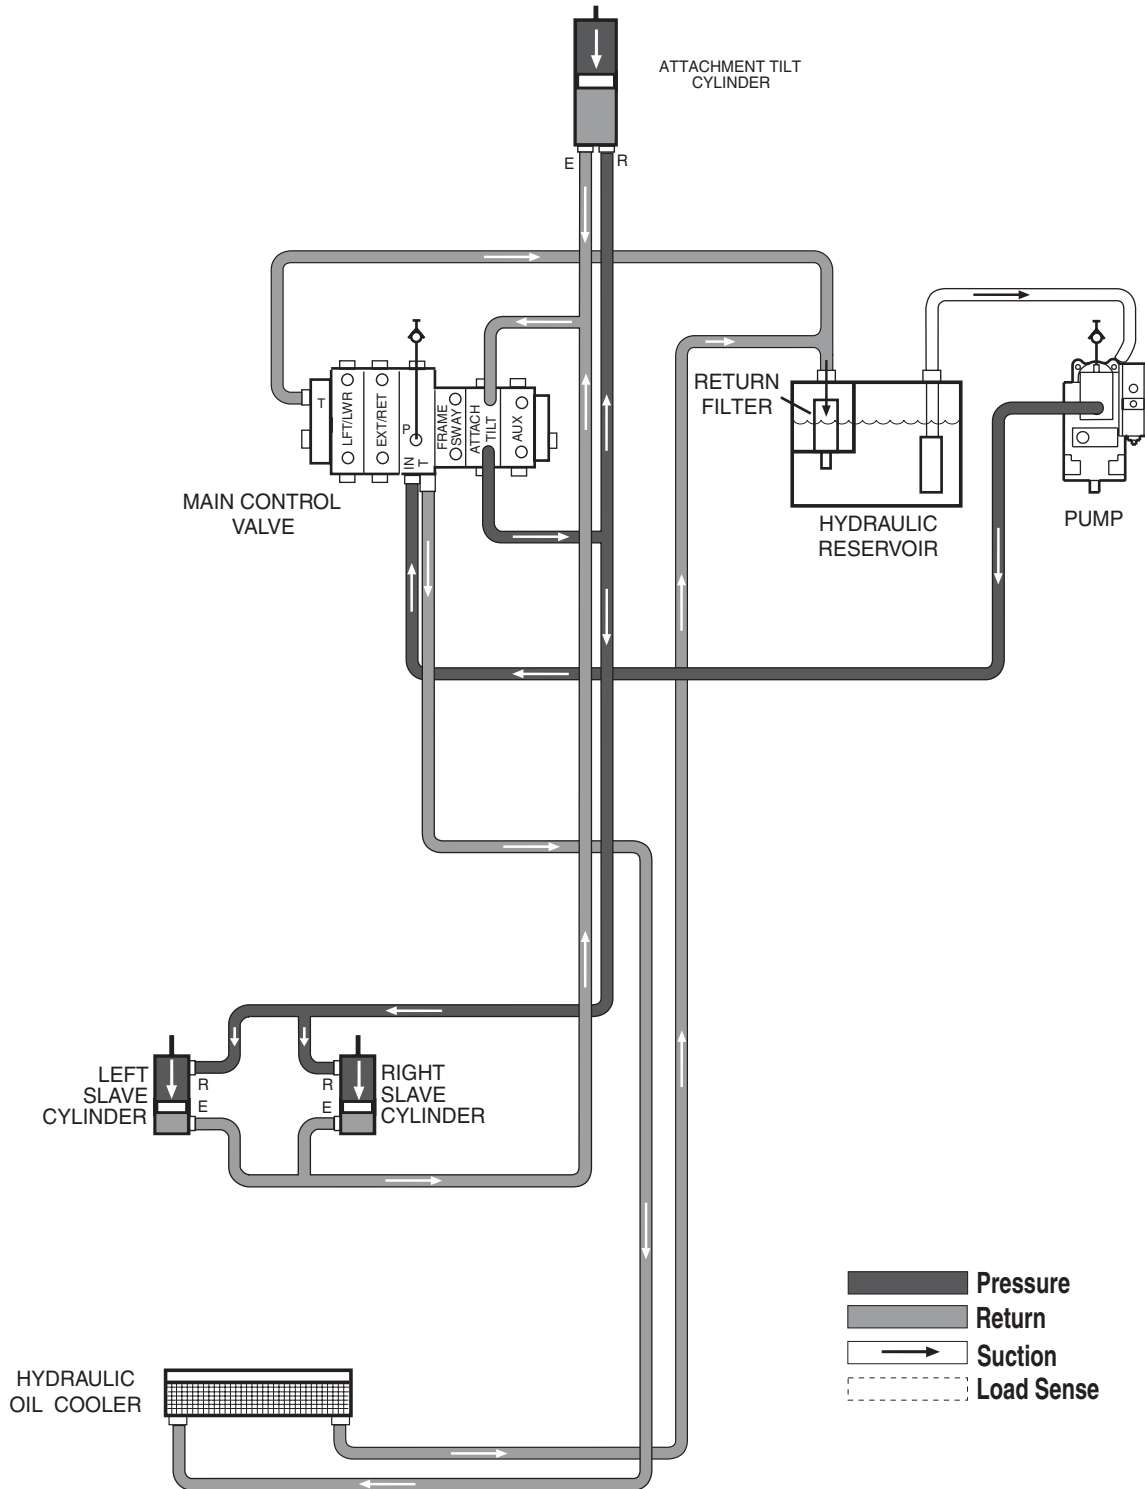 ATTACHMENT TILT
CYLINDER
E
R
T
LFT/LWR
EXT/RET
P
IN
T
FRAME
SWAY
ATTACH
TILT
AUX
MAIN CONTROL
VALVE
RETURN
FILTER
HYDRAULIC
RESERVOIR
PUMP
LEFT
SLAVE
CYLINDER
R
E
R
E
RIGHT
SLAVE
CYLINDER
Pressure
Return
Suction
Load Sense
HYDRAULIC
OIL COOLER